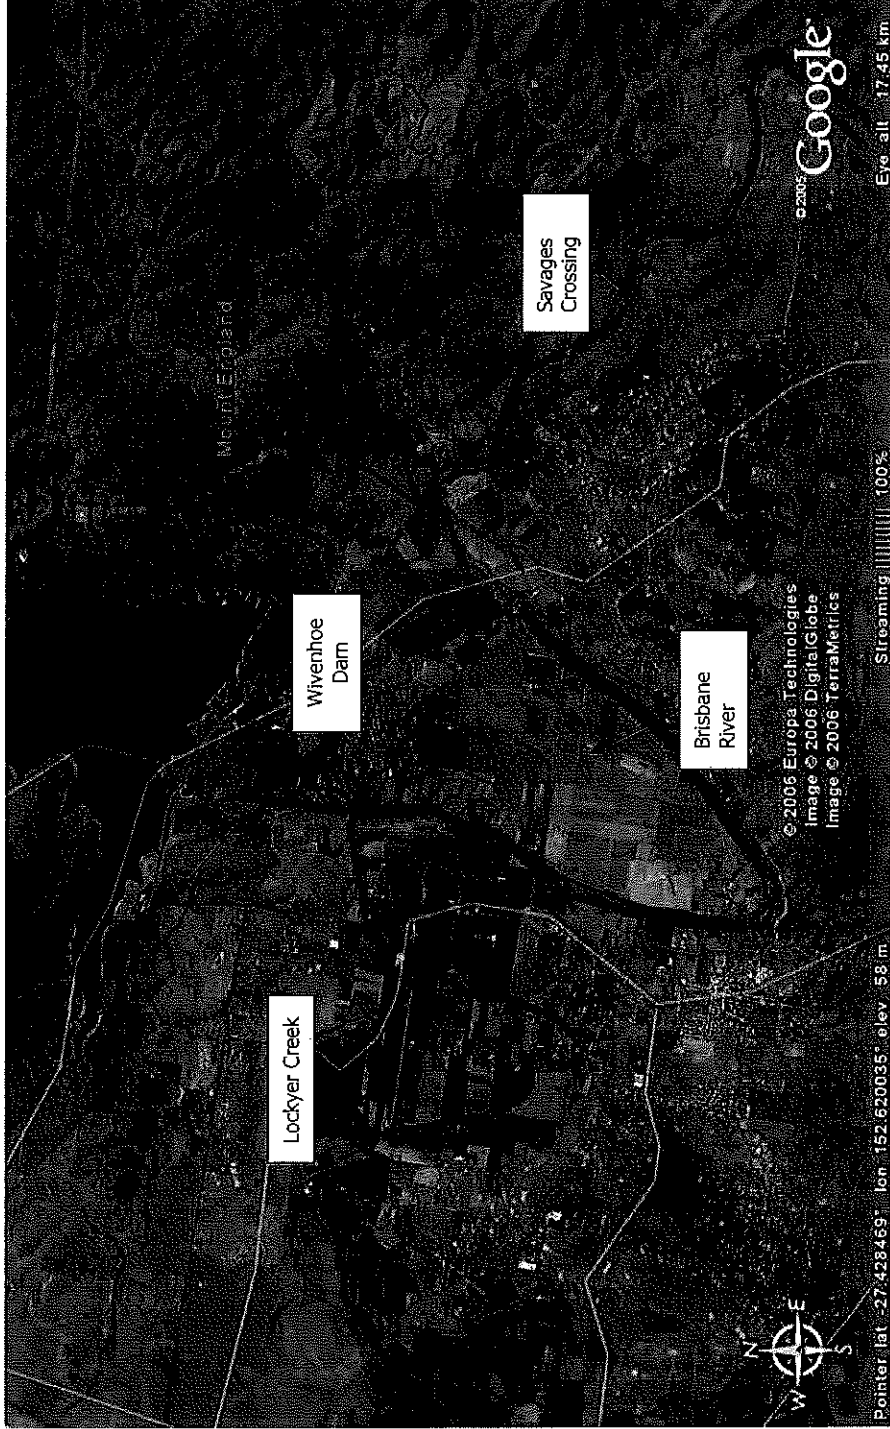 Mount England
Wivenhoe
Dam
Savages
Crossing
Lockyer Creek
Brisbane
River
N
W
E
S
© 2006 Europa Technologies
Image © 2006 DigitalGlobe
Image © 2006 TerraMetrics
© 2005
Google
Pointer lat -27.428469° lon 152.620035° elev 58 m
Streaming |||||||||| 100%
Eye alt 17.45 km